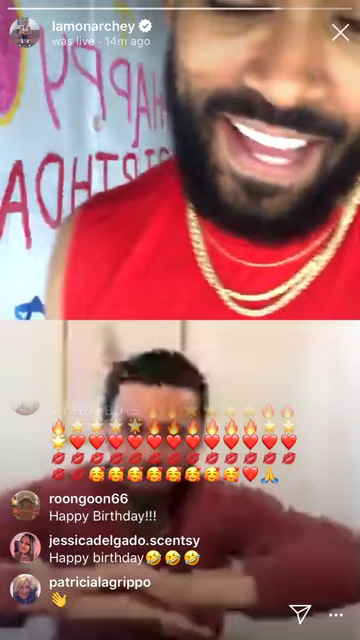 lamonarchey
was live · 14m ago
HAPPY
BIRTHDA
🔥⭐⭐⭐⭐🔥🔥🔥🔥🔥⭐⭐
⭐❤️❤️❤️❤️❤️❤️❤️❤️❤️❤️❤️
💋💋💋💋💋💋💋💋💋💋💋💋
💋💋🥰🥰🥰🥰🥰🥰🥰❤️🙏
roongoon66
Happy Birthday!!!
jessicadelgado.scentsy
Happy birthday🤣🤣🤣
patricialagrippo
👋